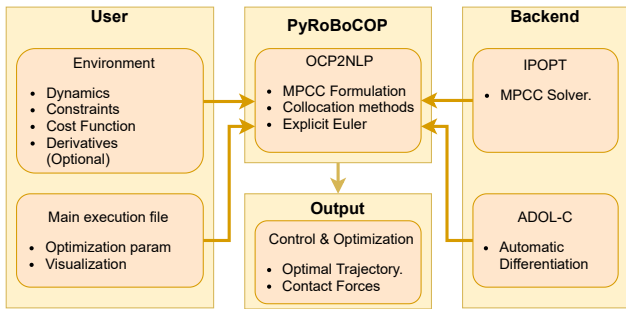 User
Environment
• Dynamics
• Constraints
• Cost Function
• Derivatives
(Optional)
Main execution file
• Optimization param
• Visualization
PyRoBoCOP
OCP2NLP
• MPCC Formulation
• Collocation methods
• Explicit Euler
Output
Control & Optimization
• Optimal Trajectory.
• Contact Forces
Backend
IPOPT
• MPCC Solver.
ADOL-C
• Automatic
Differentiation